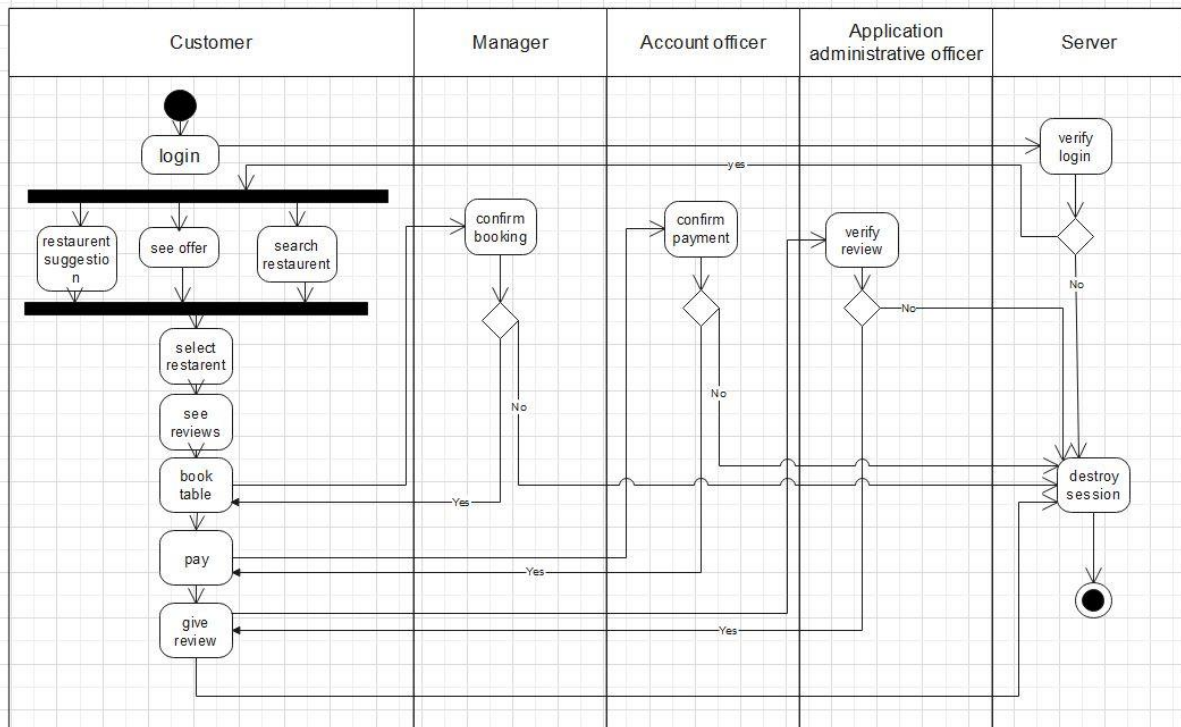 Customer
Manager
Account officer
Application
administrative officer
Server
login
verify
login
yes
restaurent
suggestio
n
see offer
search
restaurent
confirm
booking
confirm
payment
verify
review
No
No
select
restarent
No
No
see
reviews
book
table
Yes
destroy
session
pay
Yes
give
review
Yes